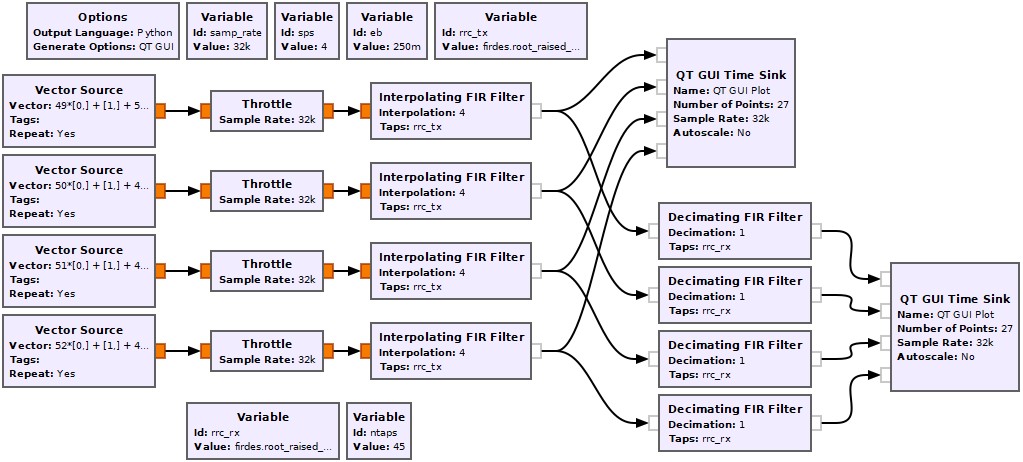 Options
Output Language: Python
Generate Options: QT GUI
Variable
Id: samp_rate
Value: 32k
Variable
Id: sps
Value: 4
Variable
Id: eb
Value: 250m
Variable
Id: rrc_tx
Value: firdes.root_raised_...
Vector Source
Vector: 49*[0,] + [1,] + 5...
Tags:
Repeat: Yes
Throttle
Sample Rate: 32k
Interpolating FIR Filter
Interpolation: 4
Taps: rrc_tx
QT GUI Time Sink
Name: QT GUI Plot
Number of Points: 27
Sample Rate: 32k
Autoscale: No
Vector Source
Vector: 50*[0,] + [1,] + 4...
Tags:
Repeat: Yes
Throttle
Sample Rate: 32k
Interpolating FIR Filter
Interpolation: 4
Taps: rrc_tx
Decimating FIR Filter
Decimation: 1
Taps: rrc_rx
Vector Source
Vector: 51*[0,] + [1,] + 4...
Tags:
Repeat: Yes
Throttle
Sample Rate: 32k
Interpolating FIR Filter
Interpolation: 4
Taps: rrc_tx
Decimating FIR Filter
Decimation: 1
Taps: rrc_rx
QT GUI Time Sink
Name: QT GUI Plot
Number of Points: 27
Sample Rate: 32k
Autoscale: No
Vector Source
Vector: 52*[0,] + [1,] + 4...
Tags:
Repeat: Yes
Throttle
Sample Rate: 32k
Interpolating FIR Filter
Interpolation: 4
Taps: rrc_tx
Decimating FIR Filter
Decimation: 1
Taps: rrc_rx
Decimating FIR Filter
Decimation: 1
Taps: rrc_rx
Variable
Id: rrc_rx
Value: firdes.root_raised_...
Variable
Id: ntaps
Value: 45